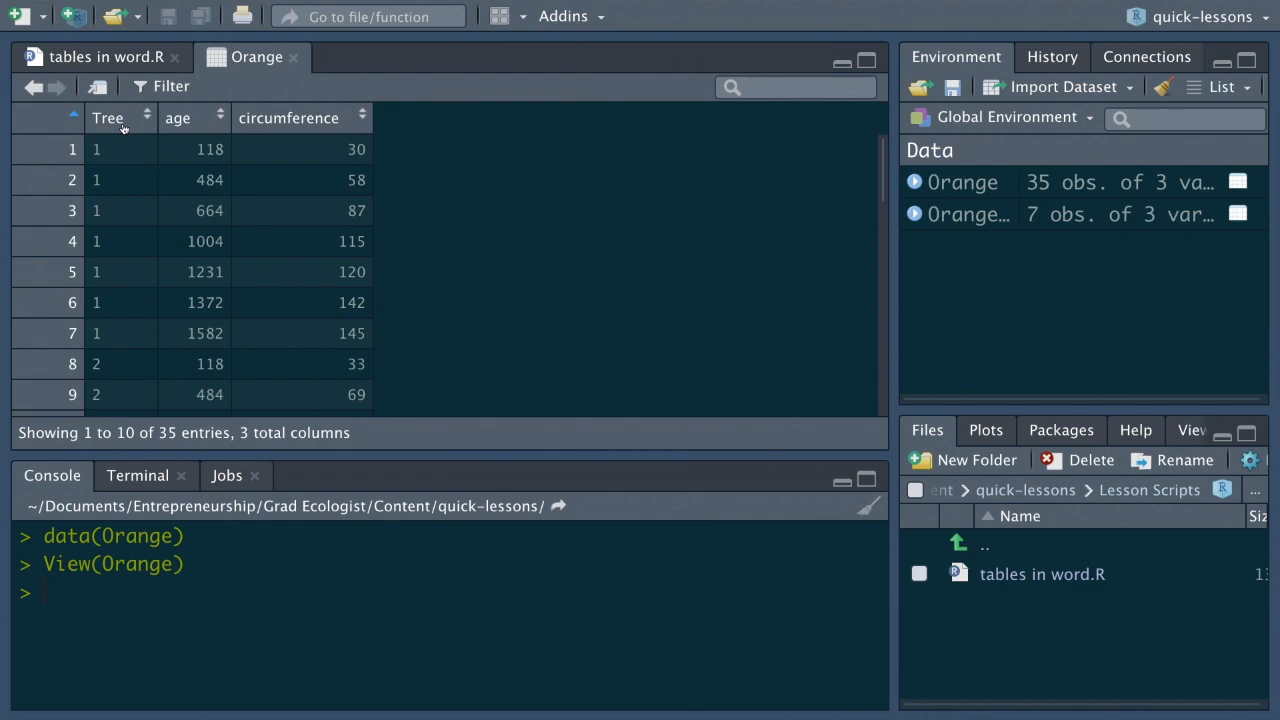 Go to file/function
Addins
quick-lessons
tables in word.R
Orange
Filter
Tree age circumference
1 1 118 30
2 1 484 58
3 1 664 87
4 1 1004 115
5 1 1231 120
6 1 1372 142
7 1 1582 145
8 2 118 33
9 2 484 69
Showing 1 to 10 of 35 entries, 3 total columns
Console Terminal Jobs
~/Documents/Entrepreneurship/Grad Ecologist/Content/quick-lessons/
> data(Orange)
> View(Orange)
>
Environment History Connections
Import Dataset List
Global Environment
Data
Orange 35 obs. of 3 va…
Orange… 7 obs. of 3 var…
Files Plots Packages Help
New Folder Delete Rename
quick-lessons Lesson Scripts ...
Name
..
tables in word.R